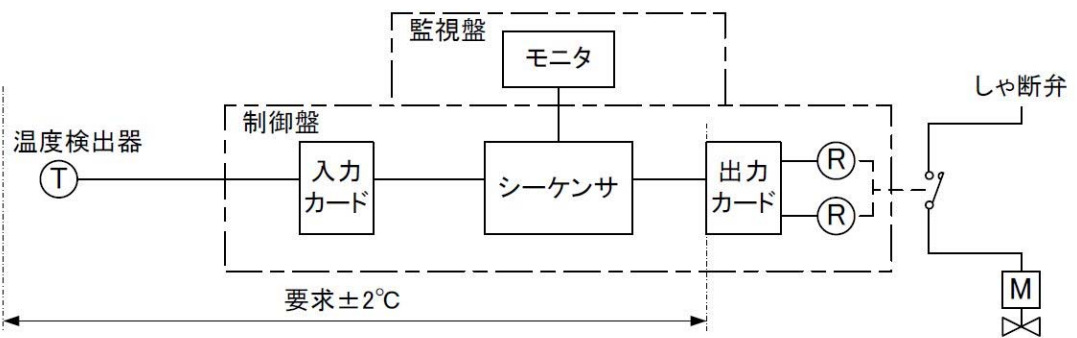 監視盤
モニタ
しゃ断弁
制御盤
温度検出器
T
入力
カード
シーケンサ
出力
カード
R
R
M
要求±2℃